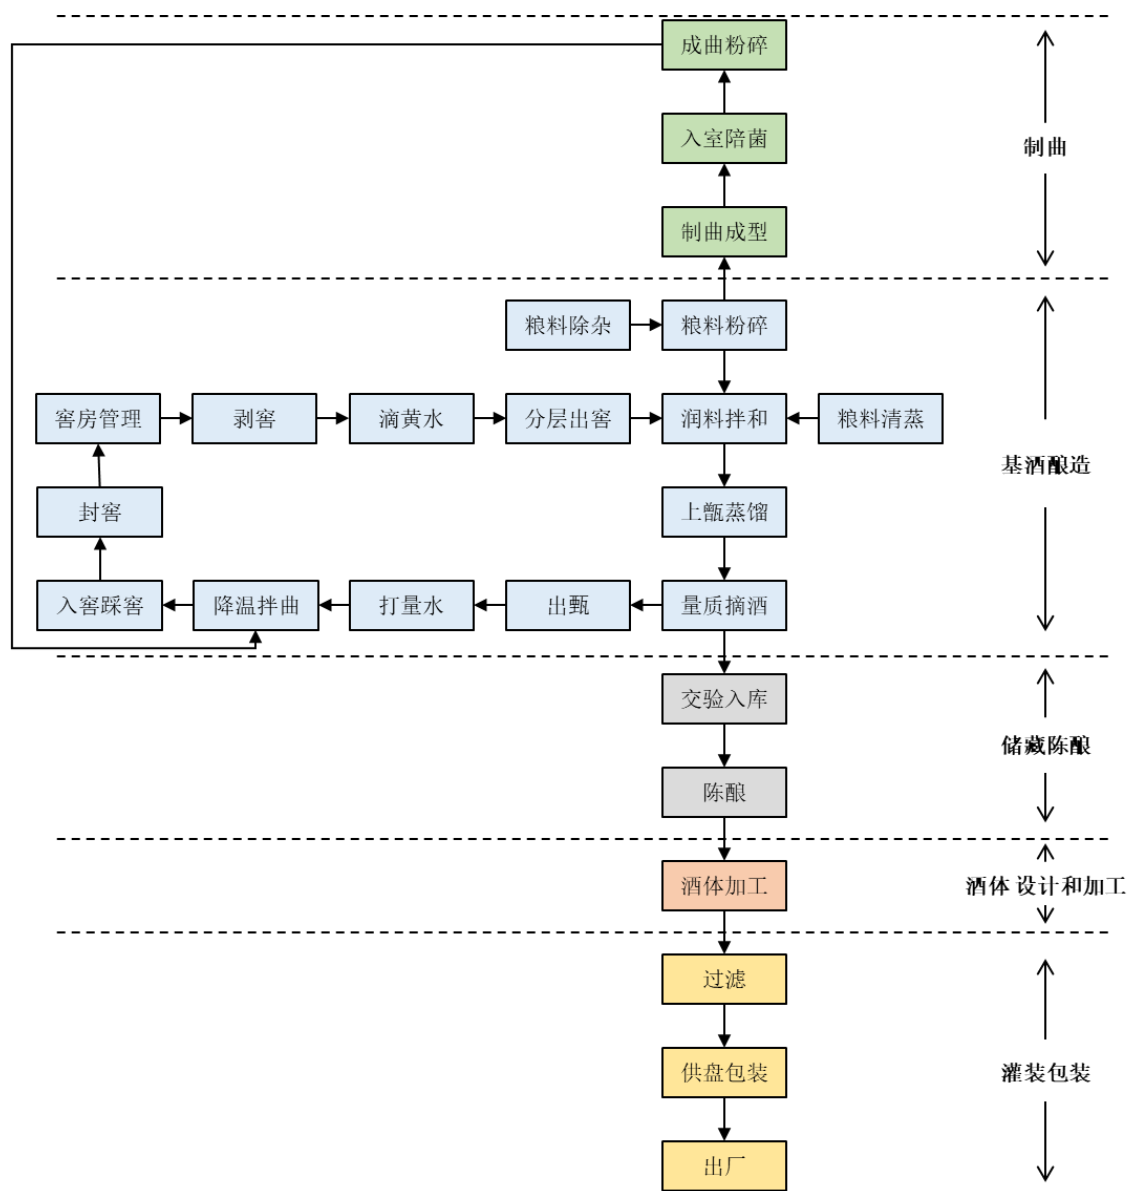 成曲粉碎
入室陪菌
制曲
制曲成型
粮料除杂
粮料粉碎
窖房管理
剥窖
滴黄水
分层出窖
润料拌和
粮料清蒸
基酒酿造
封窖
上甑蒸馏
入窖踩窖
降温拌曲
打量水
出甄
量质摘酒
交验入库
储藏陈酿
陈酿
酒体加工
酒体 设计和加工
过滤
供盘包装
灌装包装
出厂